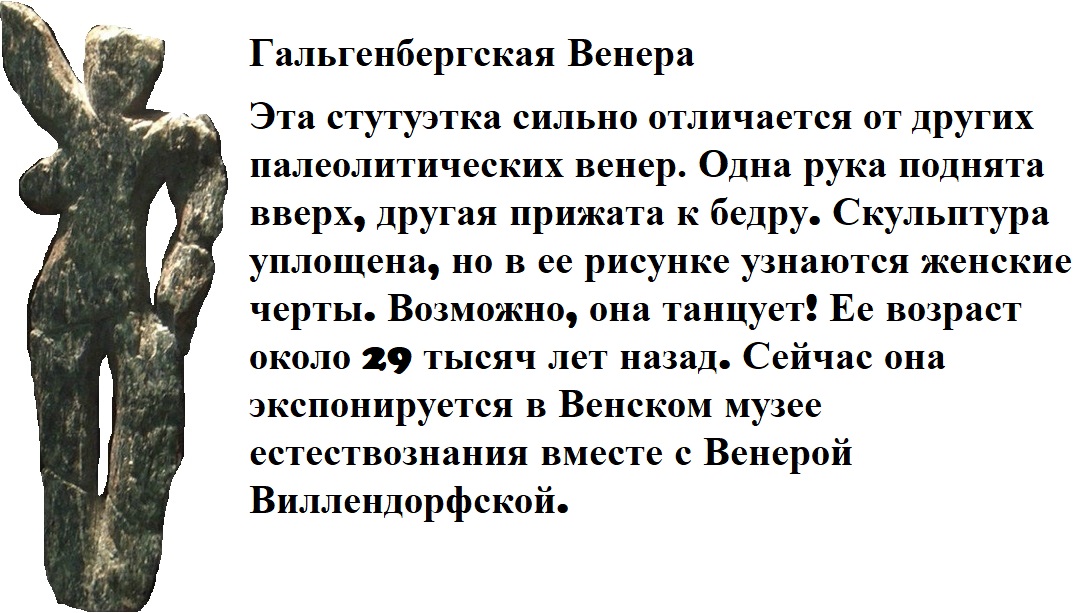 Гальгенбергская Венера
Эта стутуэтка сильно отличается от других
палеолитических венер. Одна рука поднята
вверх, другая прижата к бедру. Скульптура
уплощена, но в ее рисунке узнаются женские
черты. Возможно, она танцует! Ее возраст
около 29 тысяч лет назад. Сейчас она
экспонируется в Венском музее
естествознания вместе с Венерой
Виллендорфской.